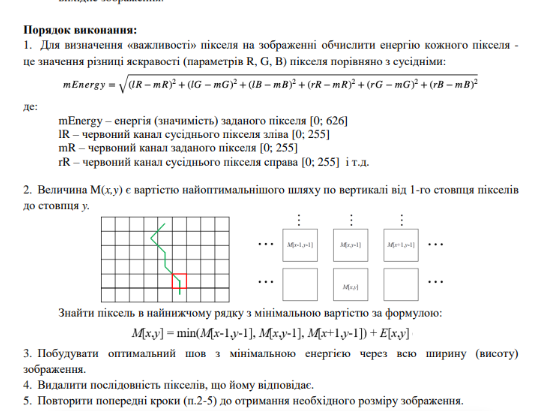 Порядок виконання:
1. Для визначення «важливості» пікселя на зображенні обчислити енергію кожного пікселя -
це значення різниці яскравості (параметрів R, G, B) пікселя порівняно з сусідніми:
mEnergy = √(lR − mR)² + (lG − mG)² + (lB − mB)² + (rR − mR)² + (rG − mG)² + (rB − mB)²
де:
mEnergy – енергія (значимість) заданого пікселя [0; 626]
lR – червоний канал сусіднього пікселя зліва [0; 255]
mR – червоний канал заданого пікселя [0; 255]
rR – червоний канал сусіднього пікселя справа [0; 255] і т.д.
2. Величина M(x,y) є вартістю найоптимальнішого шляху по вертикалі від 1-го стовпця пікселів
до стовпця y.
M[x-1,y-1] M[x,y-1] M[x+1,y-1]
M[x,y]
Знайти піксель в найнижчому рядку з мінімальною вартістю за формулою:
M[x,y] = min(M[x-1,y-1], M[x,y-1], M[x+1,y-1]) + E[x,y]
3. Побудувати оптимальний шов з мінімальною енергією через всю ширину (висоту)
зображення.
4. Видалити послідовність пікселів, що йому відповідає.
5. Повторити попередні кроки (п.2-5) до отримання необхідного розміру зображення.